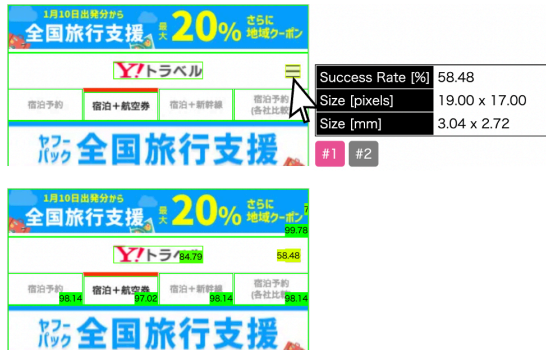 1月10日出発分から
全国旅行支援 最大20% さらに地域クーポン
Y!トラベル
宿泊予約 宿泊+航空券 宿泊+新幹線 宿泊予約(各社比較)
ヤフーパック 全国旅行支援
Success Rate [%] 58.48
Size [pixels] 19.00 x 17.00
Size [mm] 3.04 x 2.72
#1 #2
1月10日出発分から
全国旅行支援 最大20% さらに地域クーポン
99.78
Y!トラ
84.79
58.48
宿泊予約 宿泊+航空券 宿泊+新幹線 宿泊予約(各社比
98.14 97.02 98.14 98.14
ヤフーパック 全国旅行支援